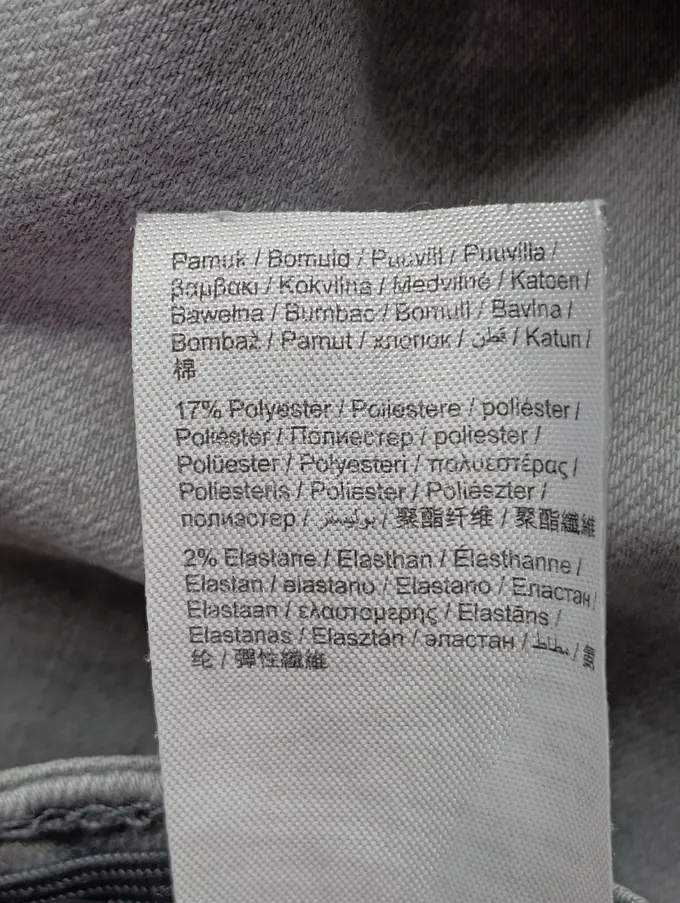 Pamuk / Bomuld / Puuvill / Puuvilla /
βαμβάκι / Kokvilna / Medvilnė / Katoen /
Bawełna / Bumbac / Bomull / Bavlna /
Bombaž / Pamut / хлопок / قطن / Katun /
棉
17% Polyester / Poliestere / poliéster /
Poliéster / Полиестер / poliester /
Polüester / Polyesteri / πολυεστέρας /
Poliesteris / Poliester / Poliészter /
полиэстер / بوليستر / 聚酯纤维 / 聚酯纖維
2% Elastane / Elasthan / Élasthanne /
Elastan / elastano / Elastano / Еластан /
Elastaan / ελαστομερής / Elastāns /
Elastanas / Elasztán / эластан / مطاط /
纶 / 彈性纖維